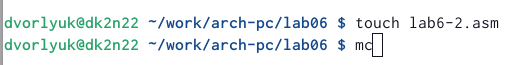 dvorlyuk@dk2n22 ~/work/arch-pc/lab06 $ touch lab6-2.asm
dvorlyuk@dk2n22 ~/work/arch-pc/lab06 $ mc